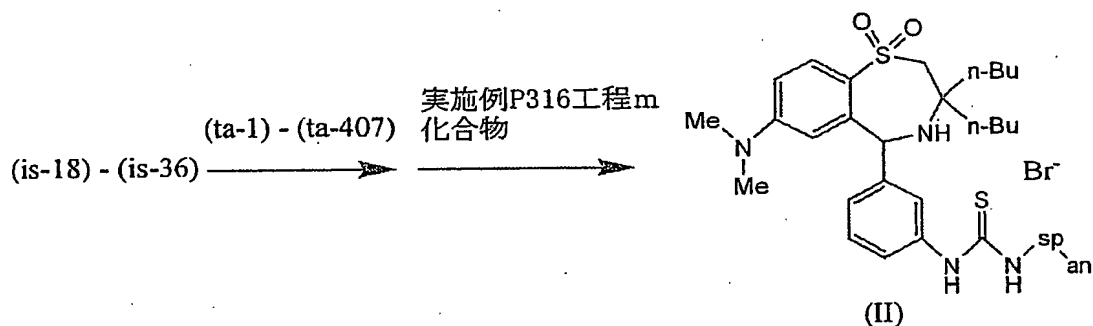 (is-18) - (is-36)
(ta-1) - (ta-407)
実施例P316工程m
化合物
O O
S
n-Bu
n-Bu
NH
Me
N
Me
Br-
S
N
H
N
H
sp
an
(II)